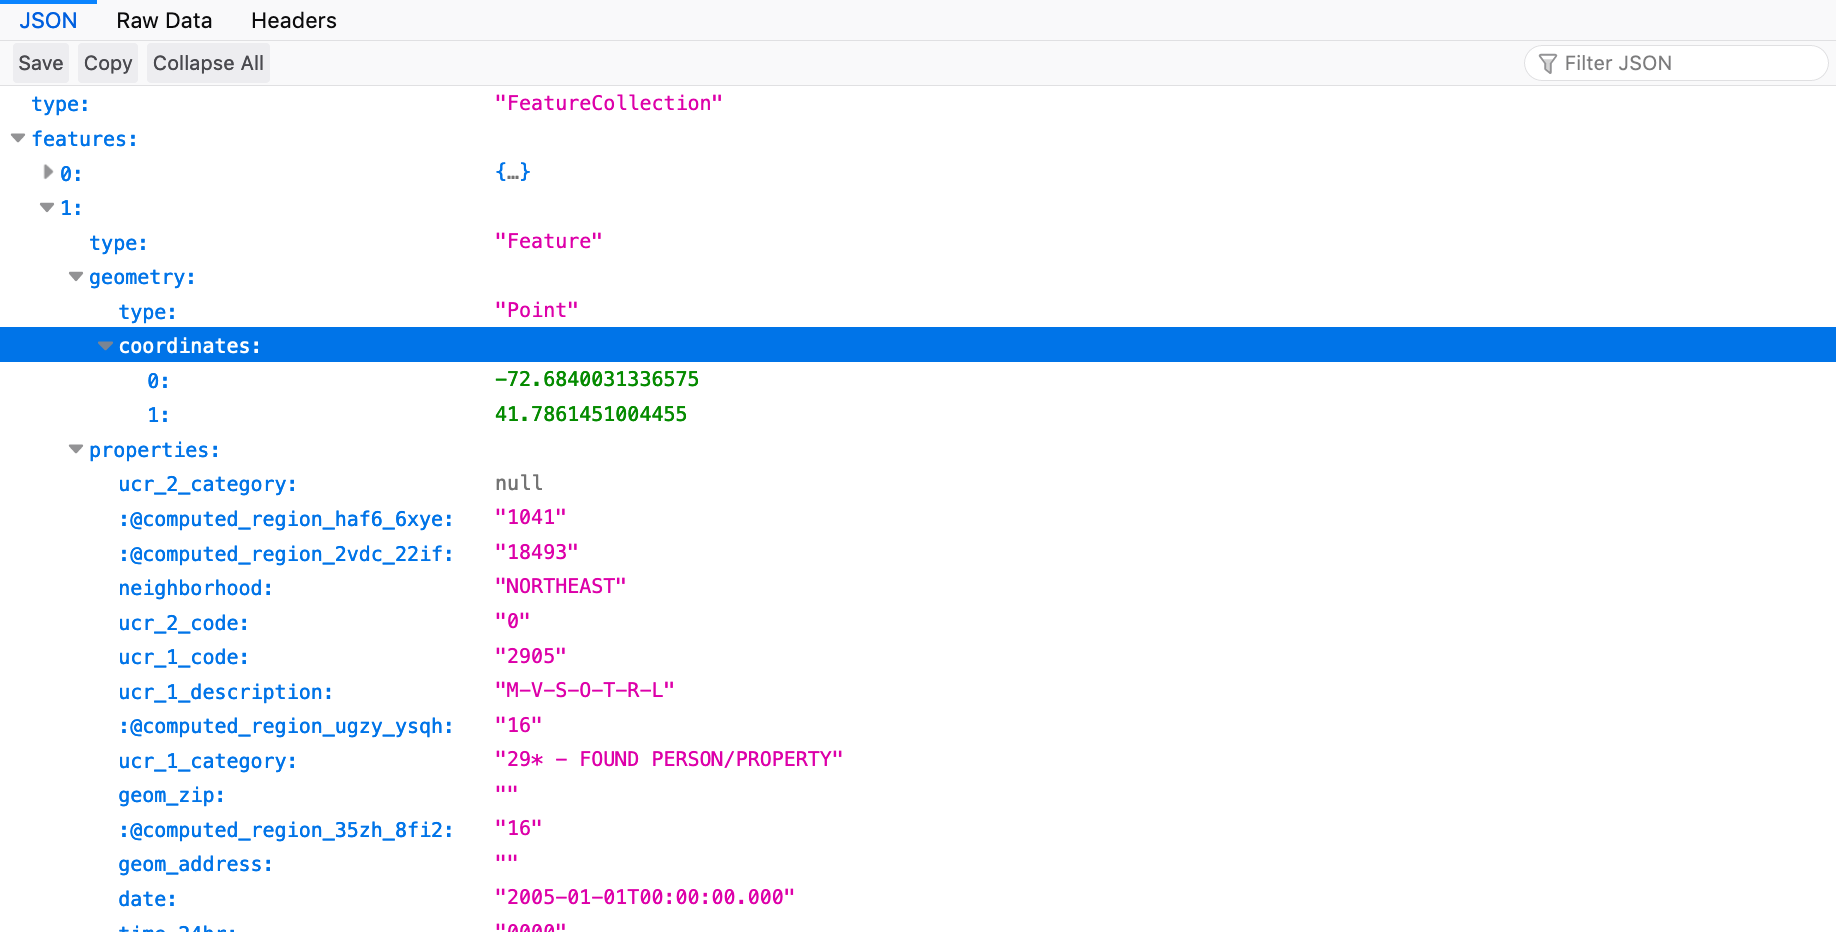 JSON Raw Data Headers
Save Copy Collapse All Filter JSON
type: "FeatureCollection"
features:
0: {…}
1:
type: "Feature"
geometry:
type: "Point"
coordinates:
0: -72.6840031336575
1: 41.7861451004455
properties:
ucr_2_category: null
:@computed_region_haf6_6xye: "1041"
:@computed_region_2vdc_22if: "18493"
neighborhood: "NORTHEAST"
ucr_2_code: "0"
ucr_1_code: "2905"
ucr_1_description: "M-V-S-O-T-R-L"
:@computed_region_ugzy_ysqh: "16"
ucr_1_category: "29* - FOUND PERSON/PROPERTY"
geom_zip: ""
:@computed_region_35zh_8fi2: "16"
geom_address: ""
date: "2005-01-01T00:00:00.000"
time_24hr: "0000"